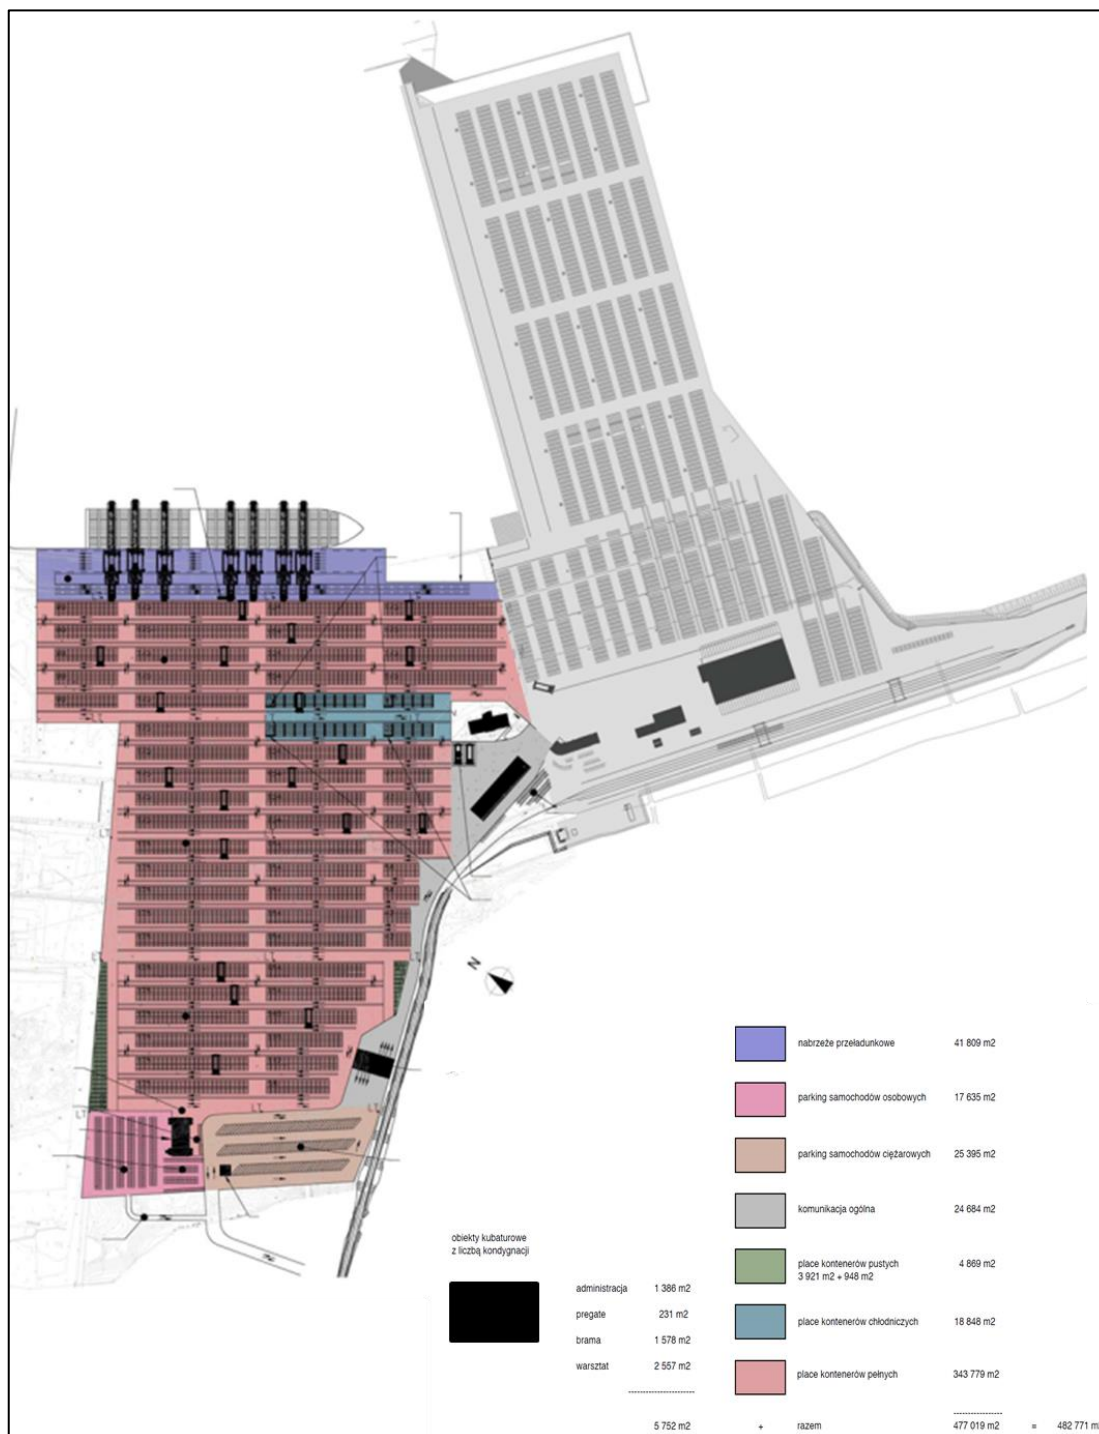 N
nabrzeże przeładunkowe 41 809 m2
parking samochodów osobowych 17 635 m2
parking samochodów ciężarowych 25 395 m2
komunikacja ogólna 24 684 m2
place kontenerów pustych 4 869 m2
3 921 m2 + 948 m2
place kontenerów chłodniczych 18 848 m2
place kontenerów pełnych 343 779 m2
obiekty kubaturowe
z liczbą kondygnacji
administracja 1 386 m2
pregate 231 m2
brama 1 578 m2
warsztat 2 557 m2
5 752 m2 + razem 477 019 m2 = 482 771 m